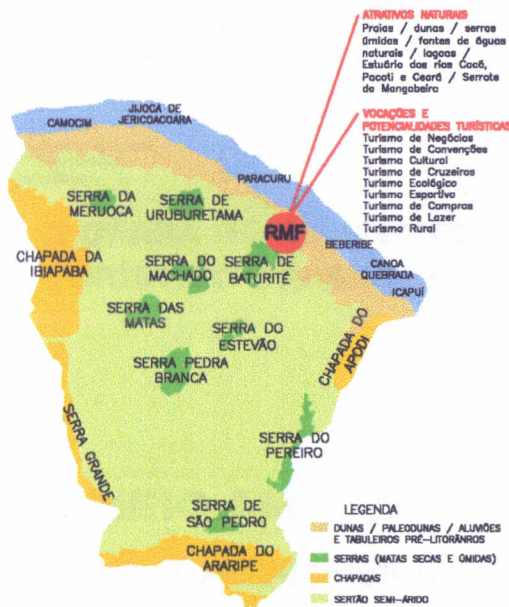 ATRATIVOS NATURAIS
Praias / dunas / serras
úmidas / fontes de águas
naturais / lagoas /
Estuário dos rios Cocó,
Pacoti e Ceará / Serrote
da Mangabeira
VOCAÇÕES E
POTENCIALIDADES TURÍSTICAS
Turismo de Negócios
Turismo de Convenções
Turismo Cultural
Turismo de Cruzeiros
Turismo Ecológico
Turismo Esportivo
Turismo de Compras
Turismo de Lazer
Turismo Rural
JIJOCA DE
JERICOACOARA
CAMOCIM
PARACURU
SERRA DA
MERUOCA
SERRA DE
URUBURETAMA
RMF
BEBERIBE
CHAPADA DA
IBIAPABA
SERRA DO
MACHADO
SERRA DE
BATURITÉ
CANOA
QUEBRADA
ICAPUÍ
SERRA DAS
MATAS
SERRA DO
ESTEVÃO
CHAPADA DO
APODI
SERRA PEDRA
BRANCA
SERRA GRANDE
SERRA DO
PEREIRO
SERRA DE
SÃO PEDRO
CHAPADA DO
ARARIPE
LEGENDA
DUNAS / PALEODUNAS / ALUVIÕES
E TABULEIROS PRÉ-LITORÂNROS
SERRAS (MATAS SECAS E ÚMIDAS)
CHAPADAS
SERTÃO SEMI-ÁRIDO